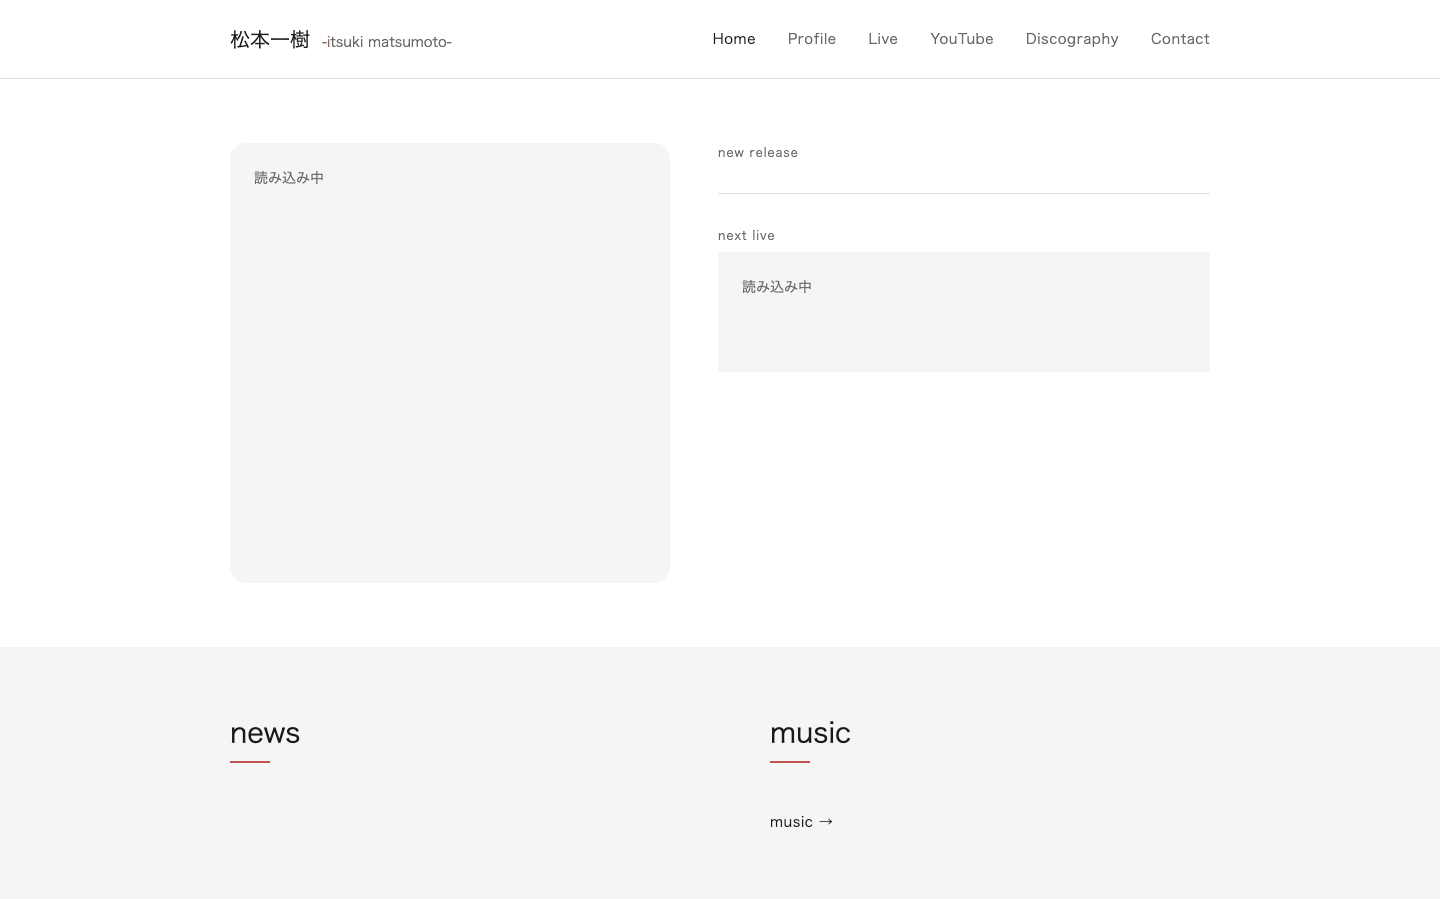 松本一樹 -itsuki matsumoto-
Home Profile Live YouTube Discography Contact
読み込み中
new release
next live
読み込み中
news
music
music →